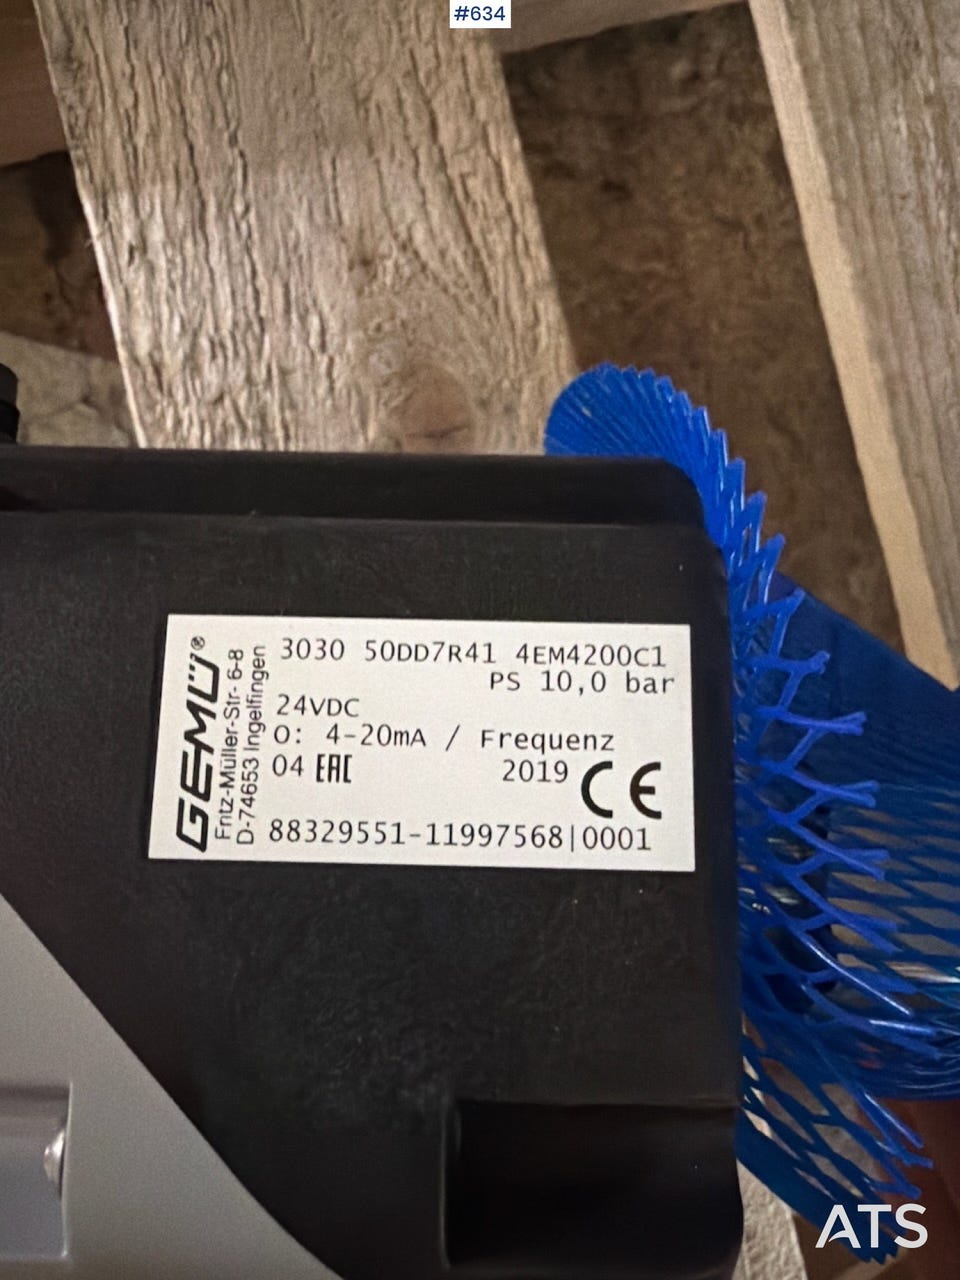 #634
GEMÜ®
Fritz-Müller-Str- 6-8
D-74653 Ingelfingen
3030 50DD7R41 4EM4200C1
PS 10,0 bar
24VDC
O: 4-20mA / Frequenz
04 EAC 2019 CE
88329551-11997568|0001
ATS